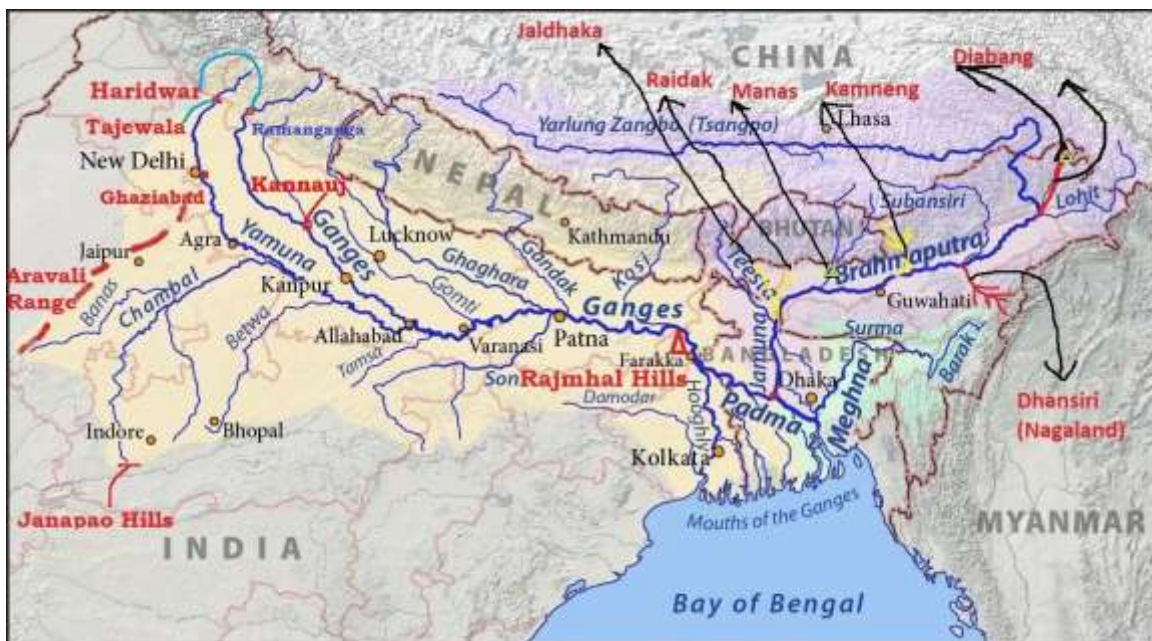 Jaldhaka
CHINA
Diabang
Raidak
Manas
Kamneng
Haridwar
Tajewala
Ramanganga
Yarlung Zangbo (Tsangpo)
Lhasa
New Delhi
NEPAL
Kannauj
Ghaziabad
Subansiri
Lohit
BHUTAN
Lucknow
Kathmandu
Jaipur
Agra
Yamuna
Ganges
Ghaghara
Gandak
Kasi
Teesta
Brahmaputra
Aravali
Range
Banas
Chambal
Kanpur
Gomti
Ganges
Guwahati
Betwa
Allahabad
Varanasi
Patna
Surma
Tamsa
Farakka
BANGLADESH
Jamuna
Barak
Son
Rajmhal Hills
Dhaka
Meghna
Damodar
Hooghly
Padma
Dhansiri
(Nagaland)
Indore
Bhopal
Kolkata
Janapao Hills
Mouths of the Ganges
INDIA
MYANMAR
Bay of Bengal